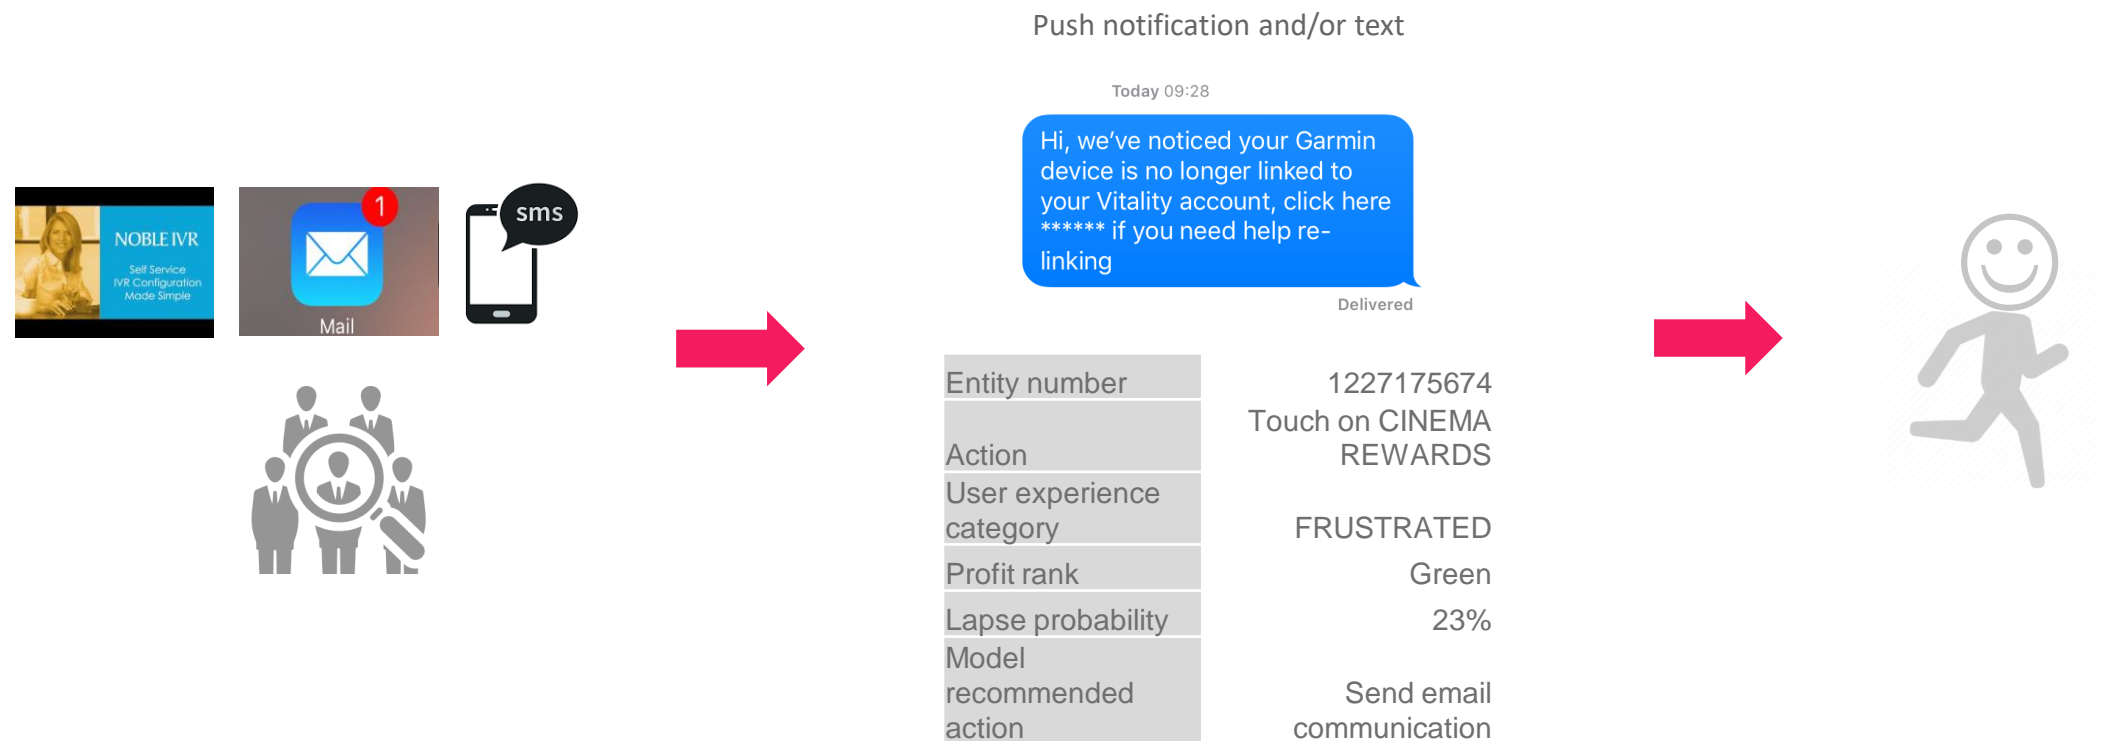 Push notification and/or text
Today 09:28
Hi, we’ve noticed your Garmin
device is no longer linked to
your Vitality account, click here
****** if you need help re-
linking
Delivered
NOBLE IVR
Self Service
IVR Configuration
Made Simple
1
Mail
sms
Entity number 1227175674
Touch on CINEMA
Action REWARDS
User experience
category FRUSTRATED
Profit rank Green
Lapse probability 23%
Model
recommended Send email
action communication